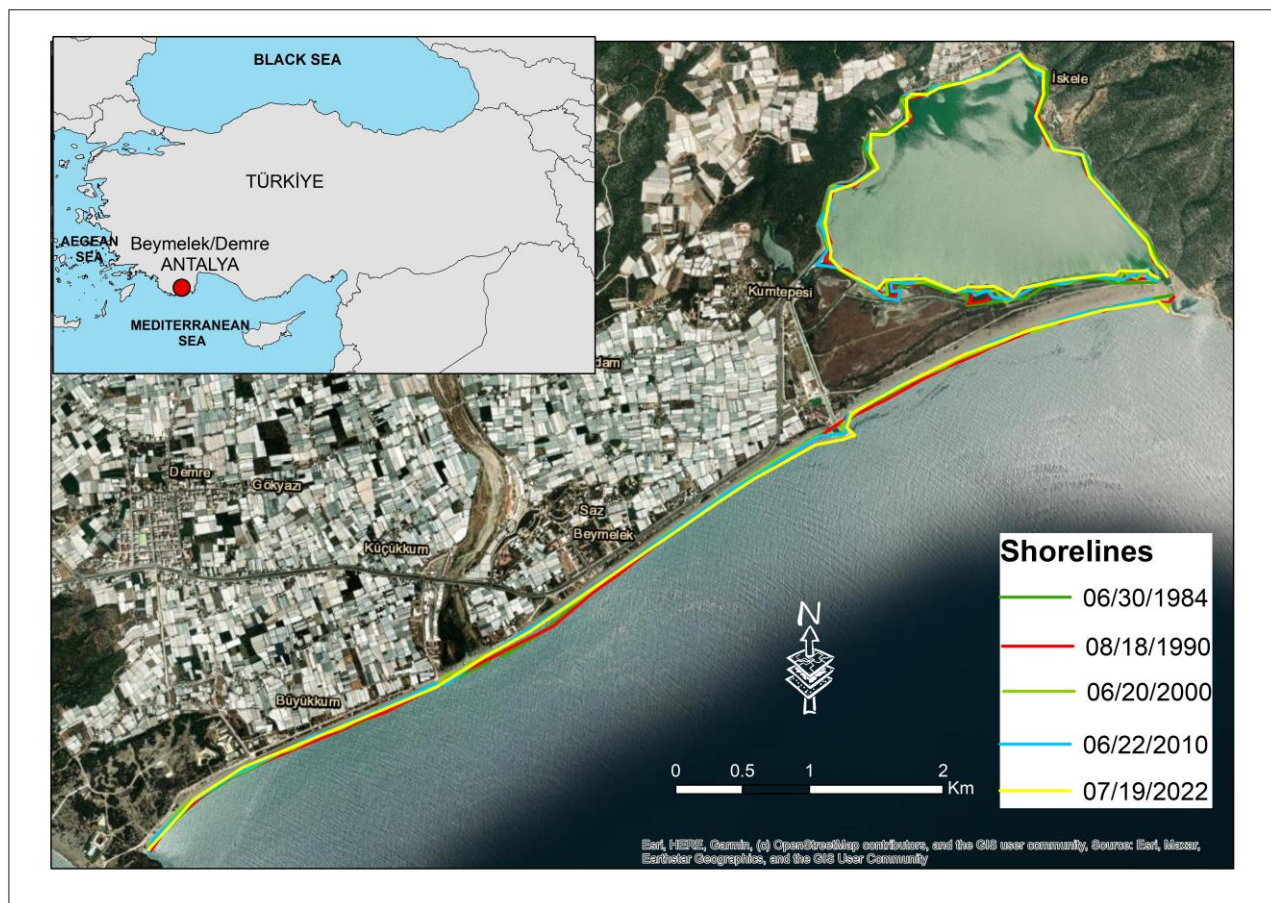 BLACK SEA
TÜRKİYE
AEGEAN
SEA
Beymelek/Demre
ANTALYA
MEDITERRANEAN
SEA
İskele
Kumtepesi
dam
Demre
Gökyazı
Saz
Beymelek
Küçükkum
Büyükkum
N
0 0.5 1 2
Km
Shorelines
06/30/1984
08/18/1990
06/20/2000
06/22/2010
07/19/2022
Esri, HERE, Garmin, (c) OpenStreetMap contributors, and the GIS user community, Source: Esri, Maxar,
Earthstar Geographics, and the GIS User Community